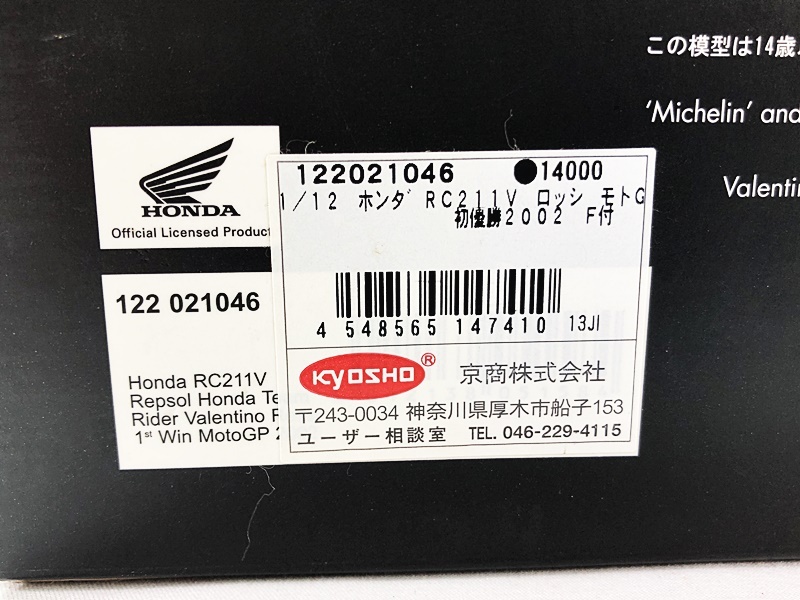 この模型は14歳
'Michelin' and
Valentin
HONDA
Official Licensed Product
122021046 ●14000
1/12 ホンダ RC211V ロッシ モトG
初優勝2002 F付
4 548565 147410 13JI
122 021046
Honda RC211V
Repsol Honda Te
Rider Valentino
1st Win MotoGP
KYOSHO® 京商株式会社
〒243-0034 神奈川県厚木市船子153
ユーザー相談室 TEL. 046-229-4115